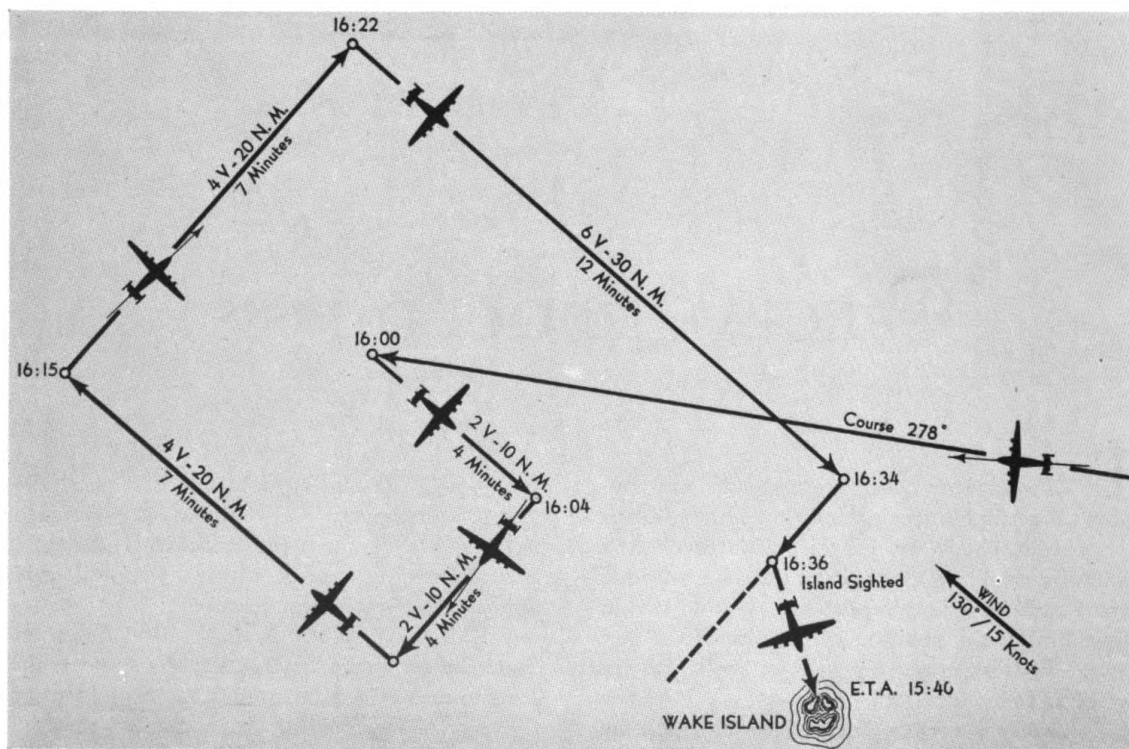 16:22
4 V - 20 N. M.
7 Minutes
6 V - 30 N. M.
12 Minutes
16:00
16:15
Course 278°
2 V - 10 N. M.
4 Minutes
4 V - 20 N. M.
7 Minutes
16:34
16:04
2 V - 10 N. M.
4 Minutes
16:36
Island Sighted
WIND
130°/15 Knots
E.T.A. 15:40
WAKE ISLAND